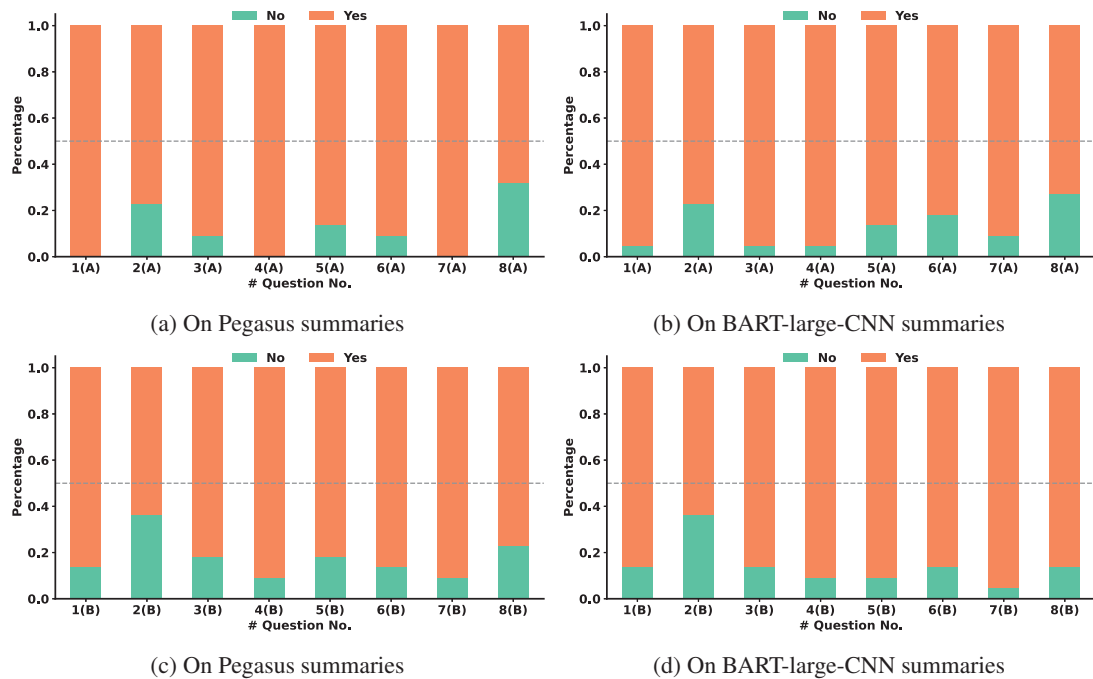 No Yes
1.0
0.8
0.6
0.4
0.2
0.0
Percentage
1(A) 2(A) 3(A) 4(A) 5(A) 6(A) 7(A) 8(A)
# Question No.
(a) On Pegasus summaries
No Yes
1.0
0.8
0.6
0.4
0.2
0.0
Percentage
1(A) 2(A) 3(A) 4(A) 5(A) 6(A) 7(A) 8(A)
# Question No.
(b) On BART-large-CNN summaries
No Yes
1.0
0.8
0.6
0.4
0.2
0.0
Percentage
1(B) 2(B) 3(B) 4(B) 5(B) 6(B) 7(B) 8(B)
# Question No.
(c) On Pegasus summaries
No Yes
1.0
0.8
0.6
0.4
0.2
0.0
Percentage
1(B) 2(B) 3(B) 4(B) 5(B) 6(B) 7(B) 8(B)
# Question No.
(d) On BART-large-CNN summaries